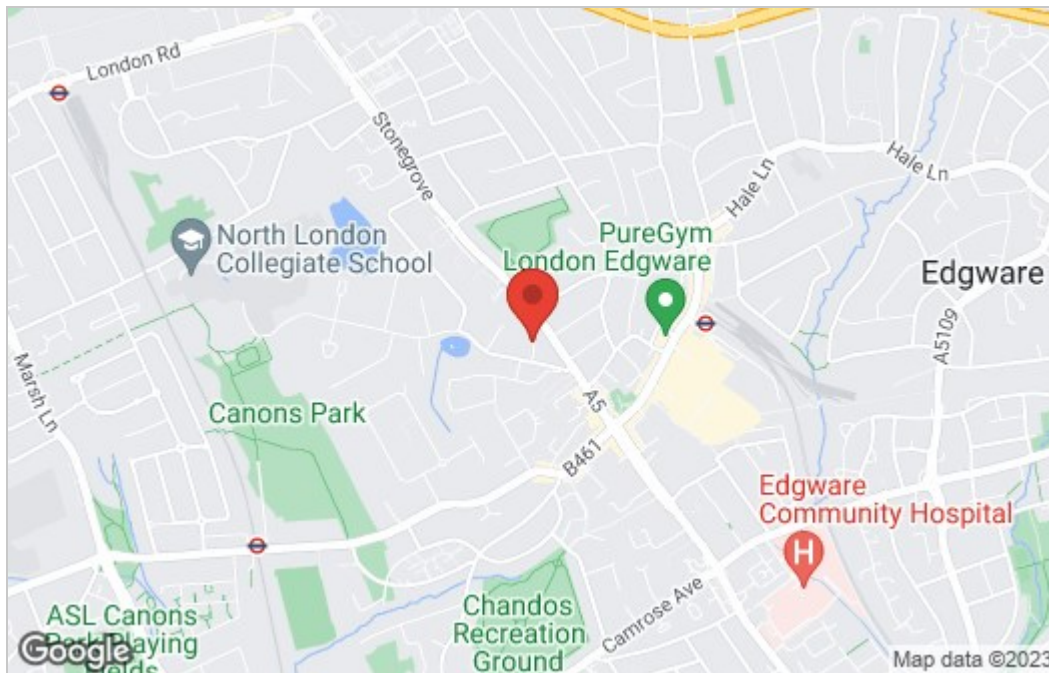 London Rd
Stonegrove
Hale Ln
Hale Ln
North London
Collegiate School
PureGym
London Edgware
Edgware
A5109
Marsh Ln
Canons Park
A5
B461
Edgware
Community Hospital
H
ASL Canons
Park Playing
Fields
Chandos
Recreation
Ground
Camrose Ave
Google
Map data ©2023